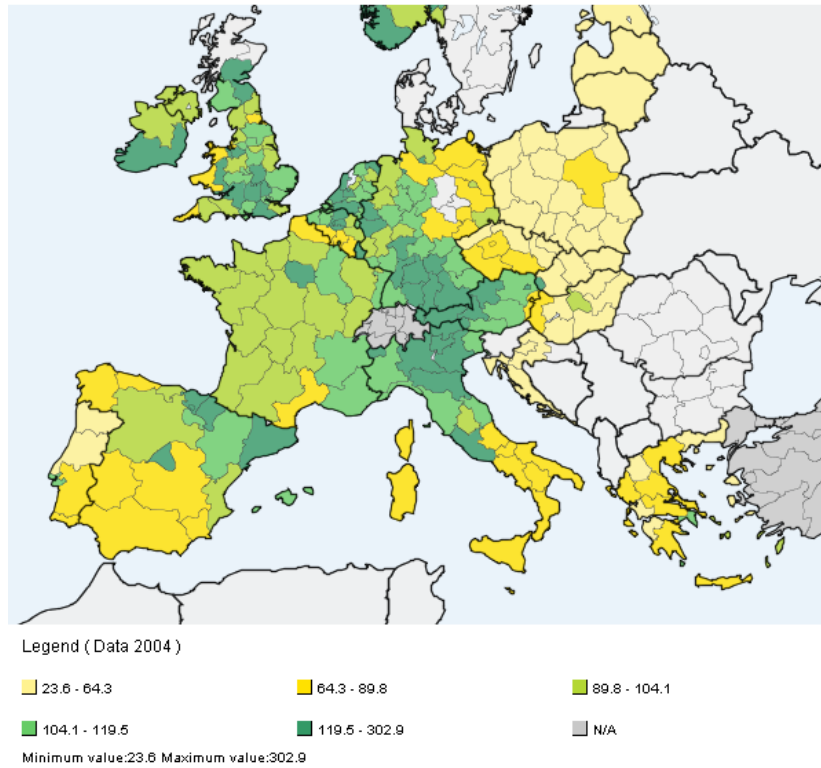 Legend ( Data 2004 )
23.6 - 64.3 64.3 - 89.8 89.8 - 104.1
104.1 - 119.5 119.5 - 302.9 N/A
Minimum value:23.6 Maximum value:302.9